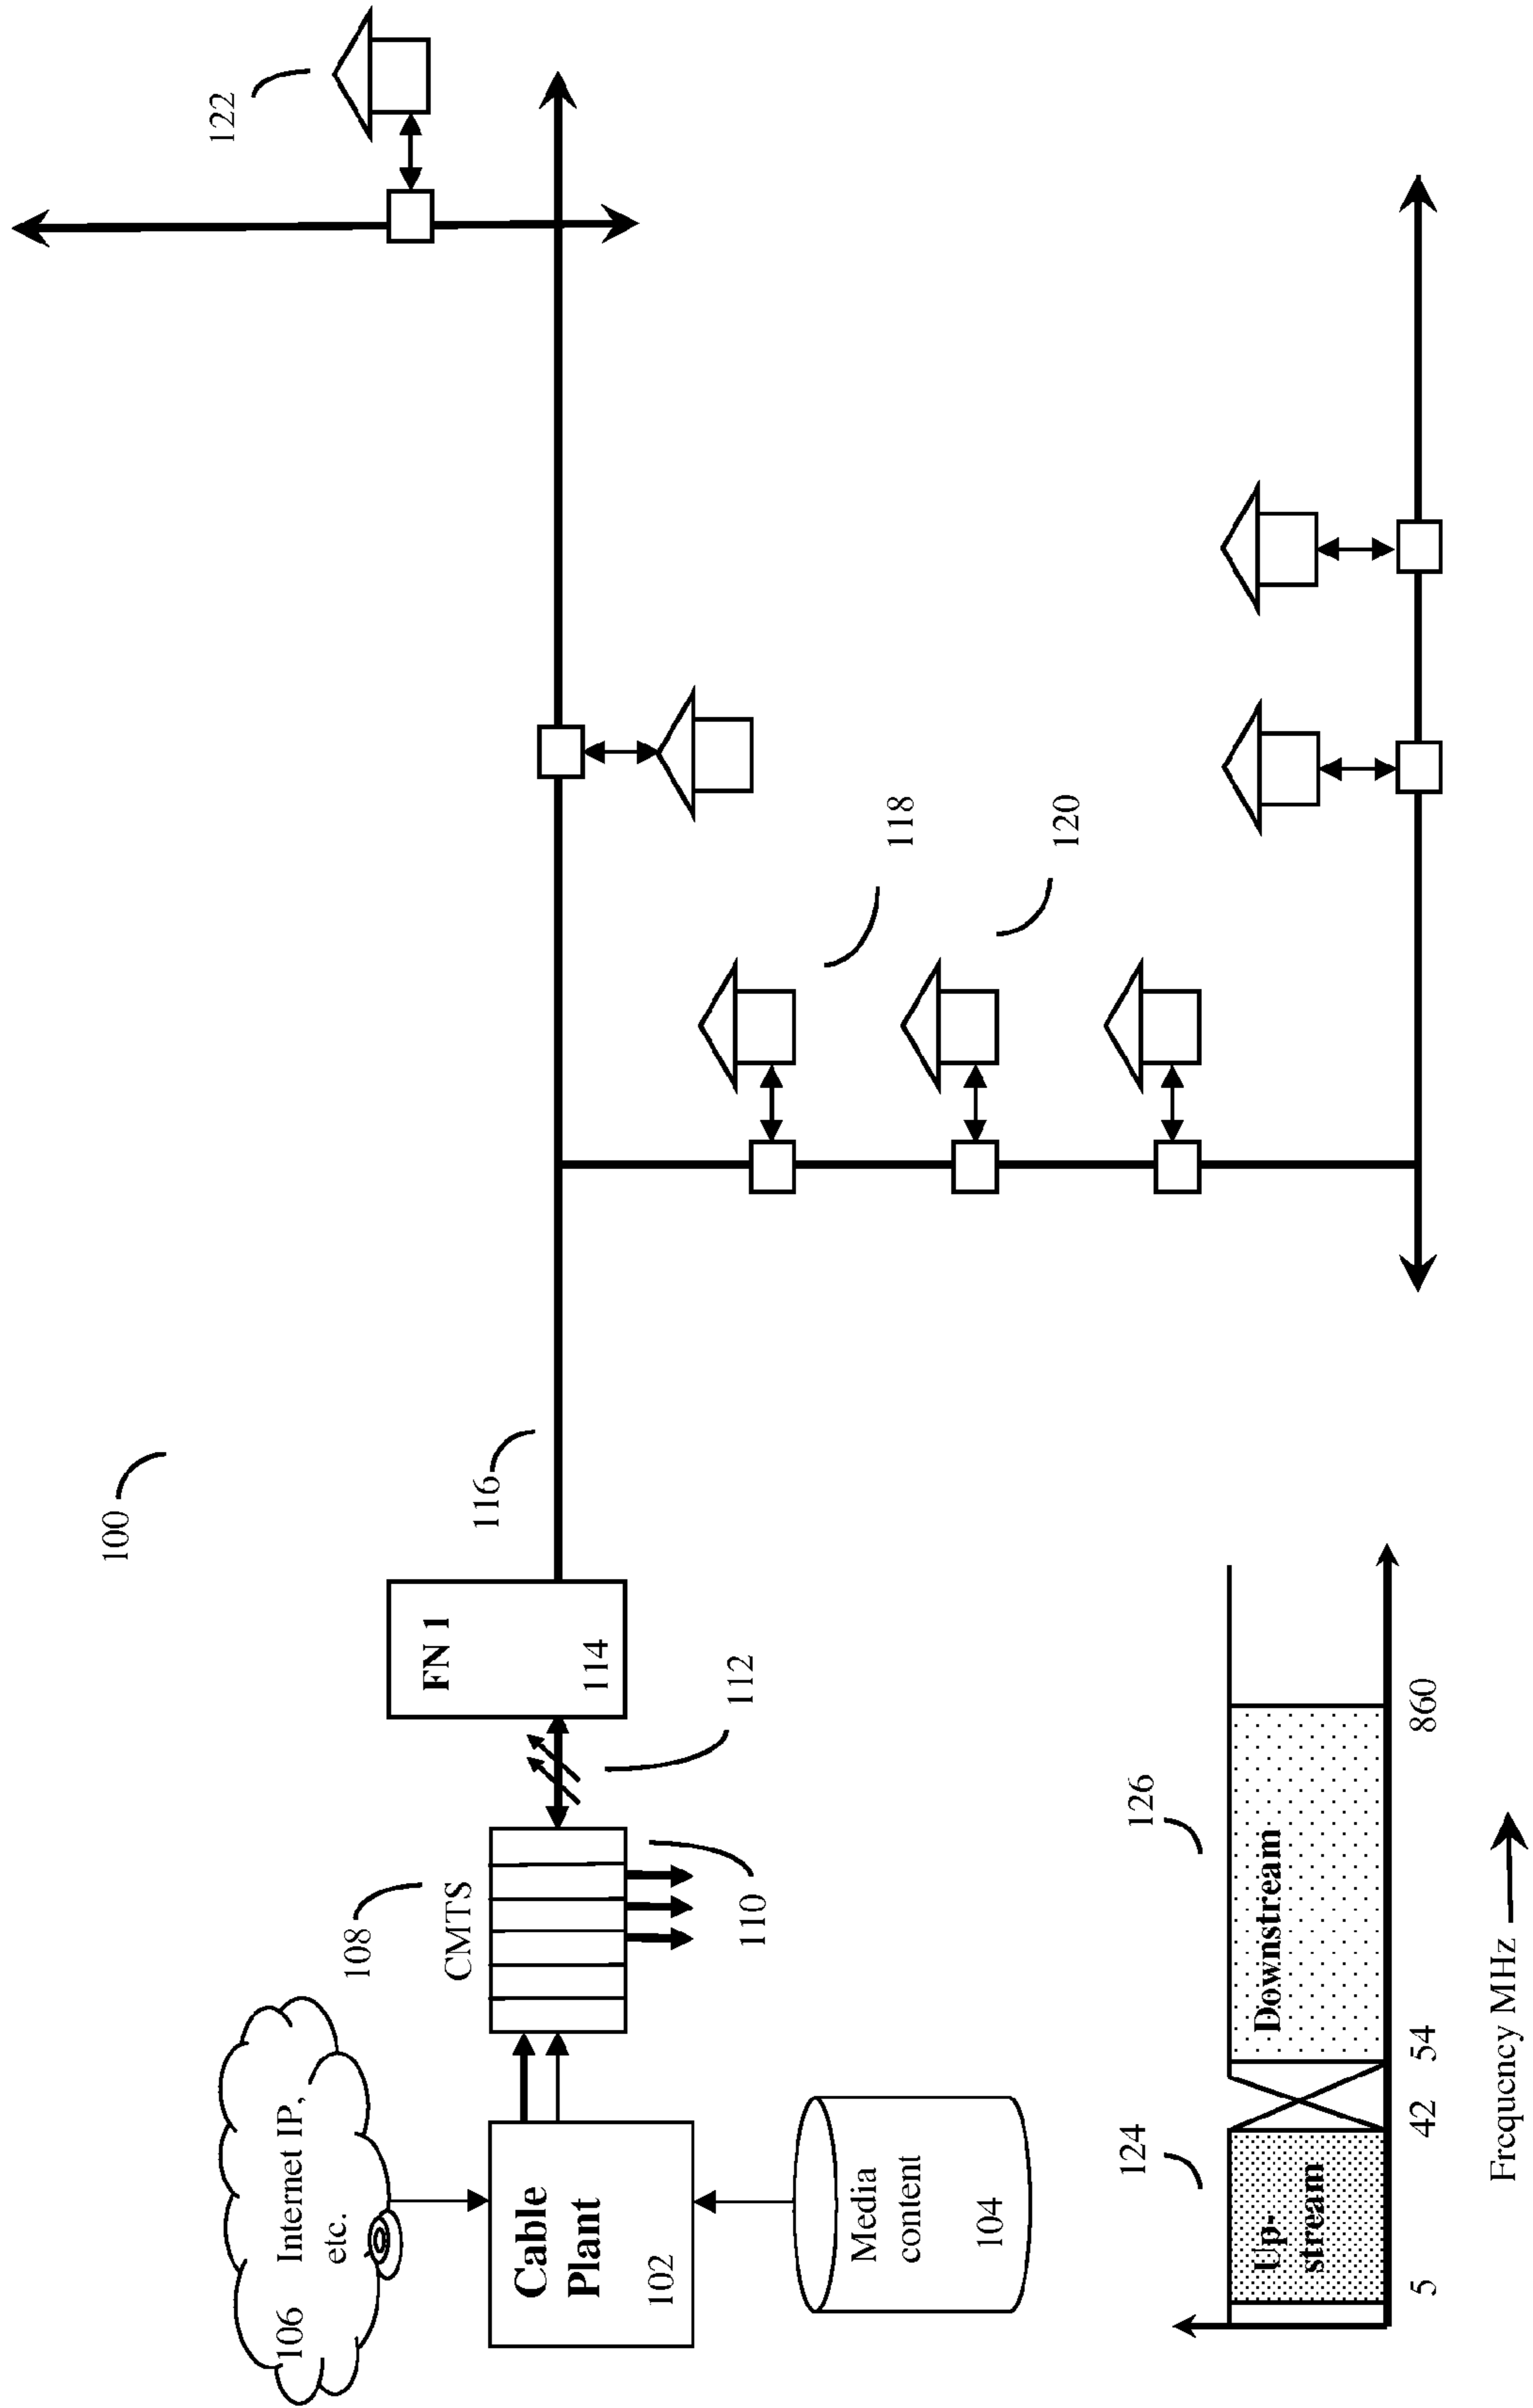 100
122
106
Internet IP,
etc.
108
CMTS
FN 1
114
116
Cable
Plant
102
110
112
118
120
Media
content
104
124
126
Up-
stream
Downstream
5
42
54
860
Frequency MHz